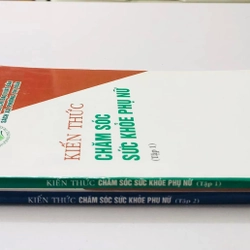 KIẾN THỨC
CHĂM SÓC
SỨC KHỎE PHỤ NỮ
(Tập 1)
KIẾN THỨC CHĂM SÓC SỨC KHỎE PHỤ NỮ (Tập 1)
KIẾN THỨC CHĂM SÓC SỨC KHỎE PHỤ NỮ (Tập 2)